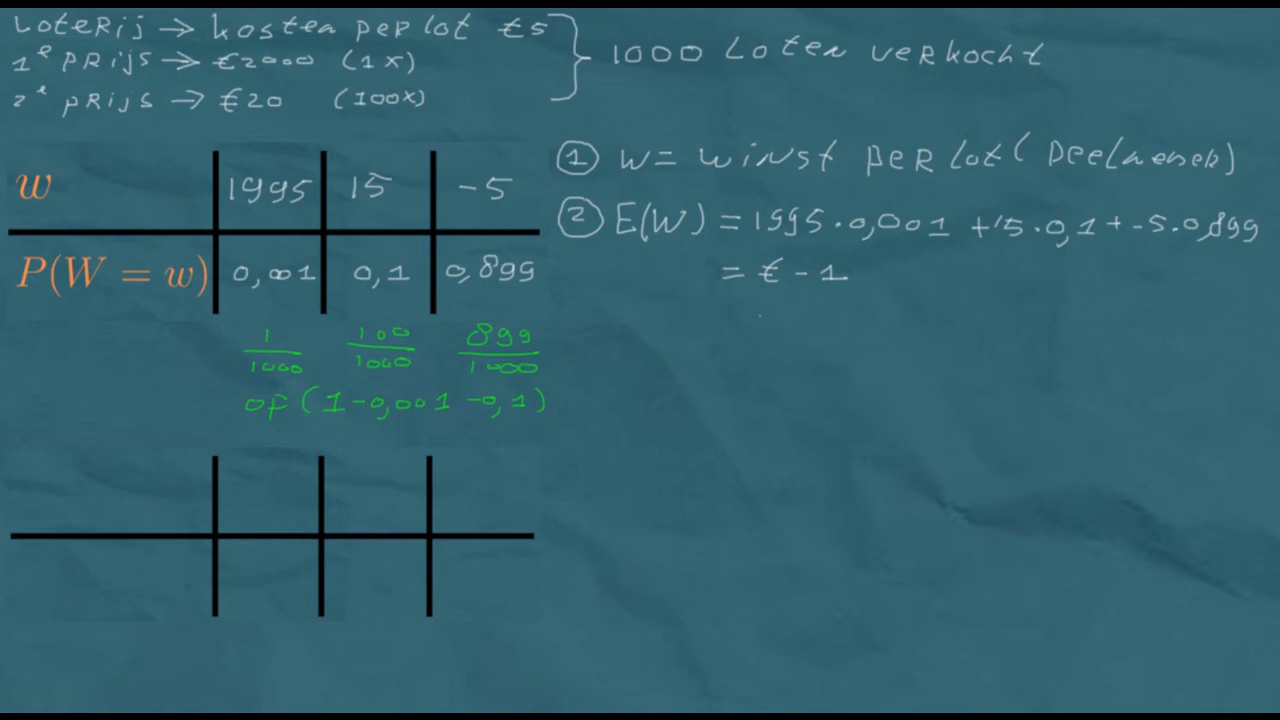 Loterij → kosten per lot €5
1e prijs → €2000 (1x)
2e prijs → €20 (100x)
1000 Loten verkocht
w 1995 15 -5
P(W = w) 0,001 0,1 0,899
1/1000 100/1000 899/1000
of (1-0,001-0,1)
① W = winst per lot (Deelnemer)
② E(W) = 1995·0,001 + 15·0,1 + -5·0,899
= € -1